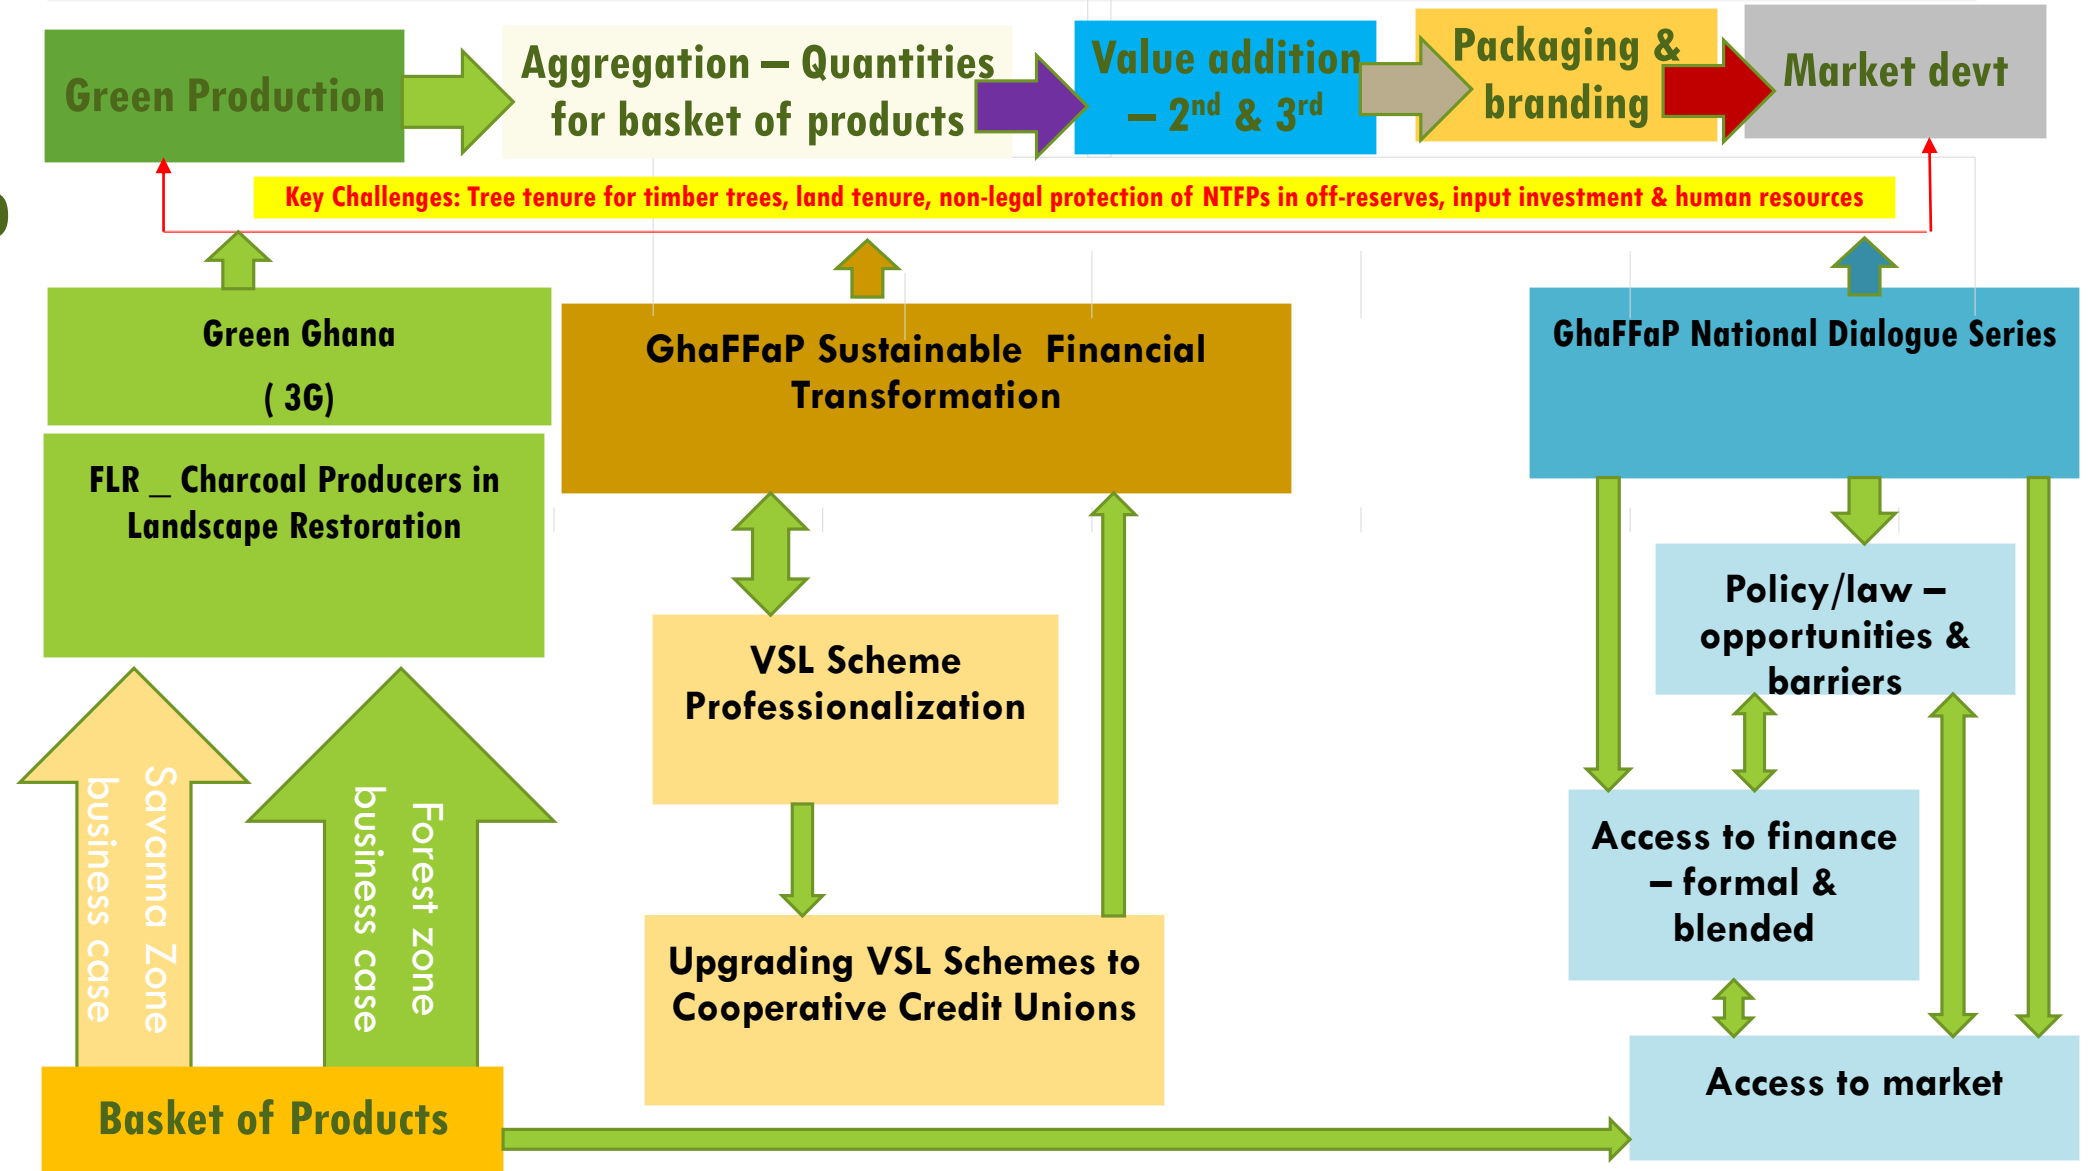 Green Production
Aggregation – Quantities
for basket of products
Value addition
– 2nd & 3rd
Packaging &
branding
Market devt
Key Challenges: Tree tenure for timber trees, land tenure, non-legal protection of NTFPs in off-reserves, input investment & human resources
Green Ghana
( 3G)
FLR _ Charcoal Producers in
Landscape Restoration
GhaFFaP Sustainable Financial
Transformation
GhaFFaP National Dialogue Series
VSL Scheme
Professionalization
Upgrading VSL Schemes to
Cooperative Credit Unions
Policy/law –
opportunities &
barriers
Access to finance
– formal &
blended
Access to market
Savanna Zone
business case
Forest zone
business case
Basket of Products